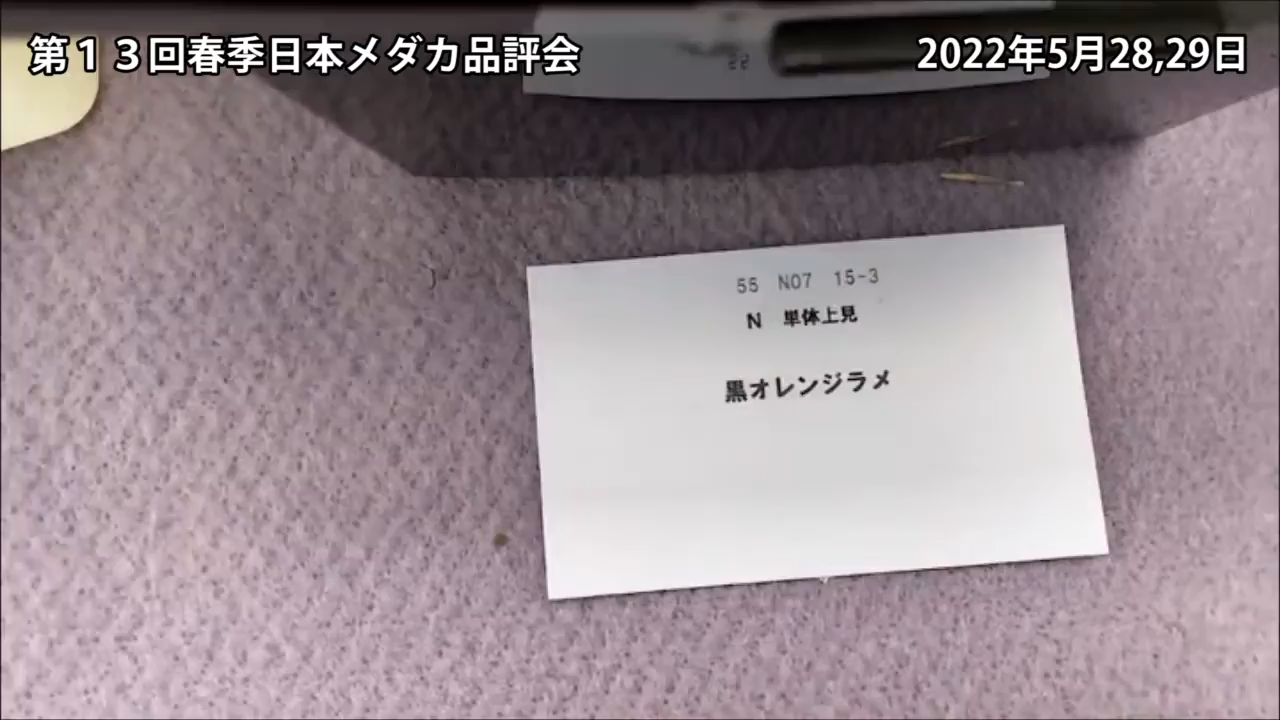 第１３回春季日本メダカ品評会
2022年5月28,29日
55 N07 15-3
N 単体上見
黒オレンジラメ